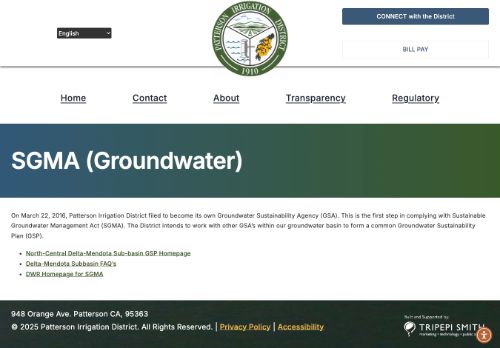 English
PATTERSON IRRIGATION DISTRICT
1910
CONNECT with the District
BILL PAY
Home
Contact
About
Transparency
Regulatory
SGMA (Groundwater)
On March 22, 2016, Patterson Irrigation District filed to become its own Groundwater Sustainability Agency (GSA). This is the first step in complying with Sustainable
Groundwater Management Act (SGMA). The District intends to work with other GSA's within our groundwater basin to form a common Groundwater Sustainability
Plan (GSP).
North-Central Delta-Mendota Sub-basin GSP Homepage
Delta-Mendota Subbasin FAQ's
DWR Homepage for SGMA
948 Orange Ave. Patterson CA, 95363
© 2025 Patterson Irrigation District. All Rights Reserved. | Privacy Policy | Accessibility
Built and Supported by:
TRIPEPI SMITH
marketing • technology • public